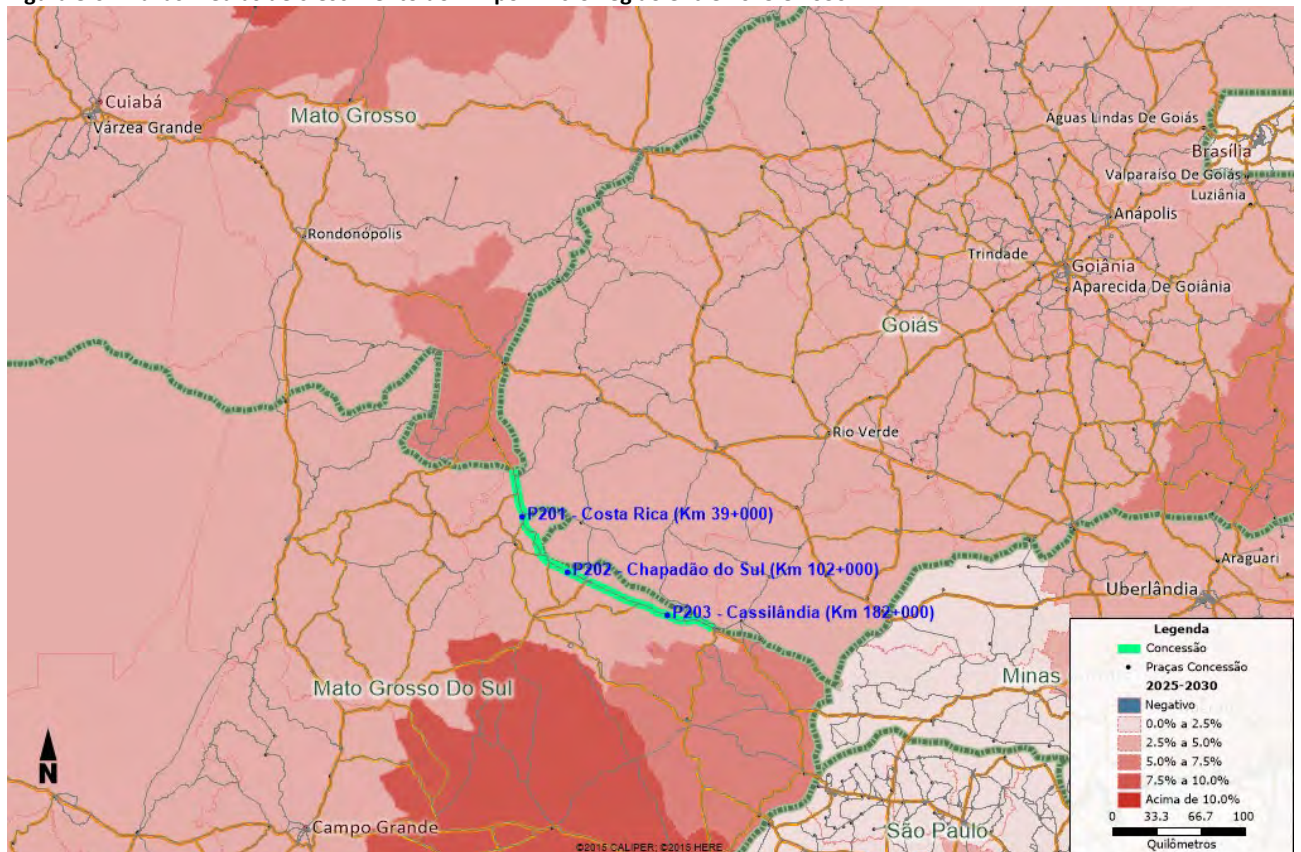 Cuiabá
Várzea Grande
Mato Grosso
Águas Lindas De Goiás
Brasília
Valparaíso De Goiás
Luziânia
Anápolis
Rondonópolis
Trindade
Goiânia
Aparecida De Goiânia
Goiás
Rio Verde
P201 - Costa Rica (Km 39+000)
P202 - Chapadão do Sul (Km 102+000)
Araguari
Uberlândia
P203 - Cassilândia (Km 182+000)
Mato Grosso Do Sul
Minas
N
Campo Grande
São Paulo
©2015 CALIPER; ©2015 HERE
Legenda
Concessão
Praças Concessão
2025-2030
Negativo
0.0% a 2.5%
2.5% a 5.0%
5.0% a 7.5%
7.5% a 10.0%
Acima de 10.0%
0 33.3 66.7 100
Quilômetros